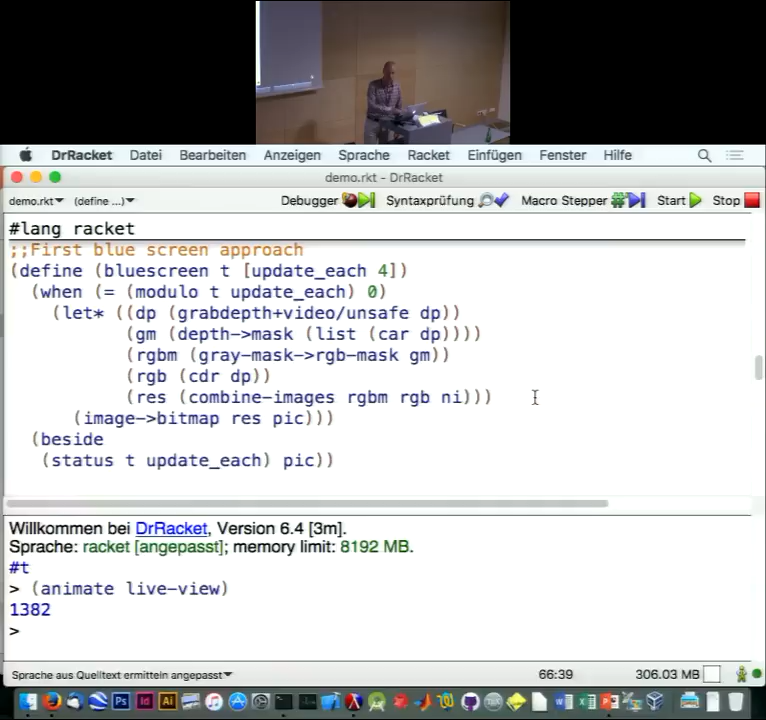 DrRacket Datei Bearbeiten Anzeigen Sprache Racket Einfügen Fenster Hilfe
demo.rkt - DrRacket
demo.rkt (define ...) Debugger Syntaxprüfung Macro Stepper Start Stop
#lang racket
;;First blue screen approach
(define (bluescreen t [update_each 4])
(when (= (modulo t update_each) 0)
(let* ((dp (grabdepth+video/unsafe dp))
(gm (depth->mask (list (car dp))))
(rgbm (gray-mask->rgb-mask gm))
(rgb (cdr dp))
(res (combine-images rgbm rgb ni)))
(image->bitmap res pic)))
(beside
(status t update_each) pic))
Willkommen bei DrRacket, Version 6.4 [3m].
Sprache: racket [angepasst]; memory limit: 8192 MB.
#t
> (animate live-view)
1382
>
Sprache aus Quelltext ermitteln angepasst 66:39 306.03 MB
Ps Id Ai